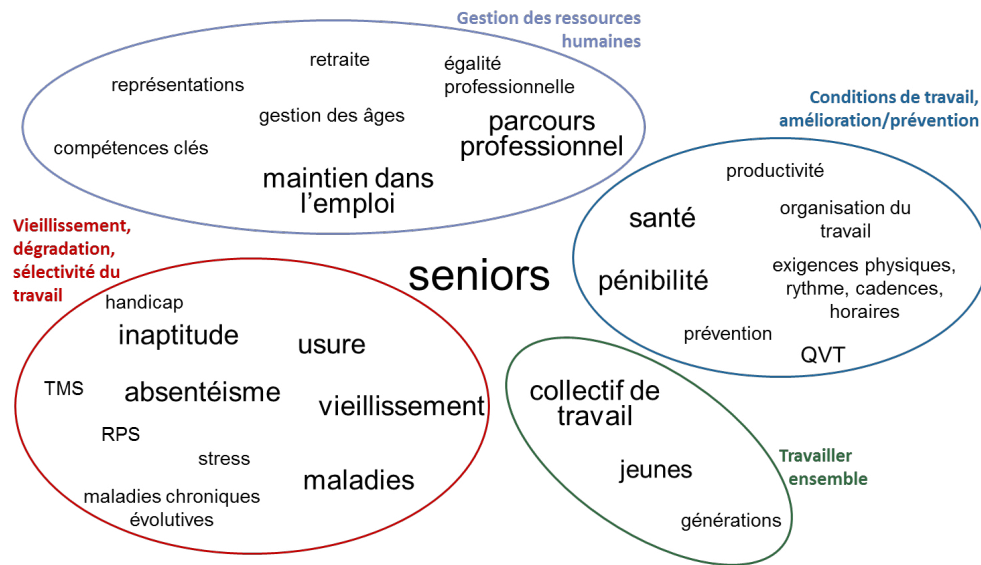 Gestion des ressources
humaines
retraite
égalité
professionnelle
représentations
gestion des âges
parcours
professionnel
compétences clés
maintien dans
l’emploi
Conditions de travail,
amélioration/prévention
productivité
santé
organisation du
travail
pénibilité
exigences physiques,
rythme, cadences,
horaires
prévention
QVT
seniors
Vieillissement,
dégradation,
sélectivité du
travail
handicap
inaptitude
usure
TMS
absentéisme
vieillissement
RPS
stress
maladies
maladies chroniques
évolutives
collectif de
travail
jeunes
générations
Travailler
ensemble